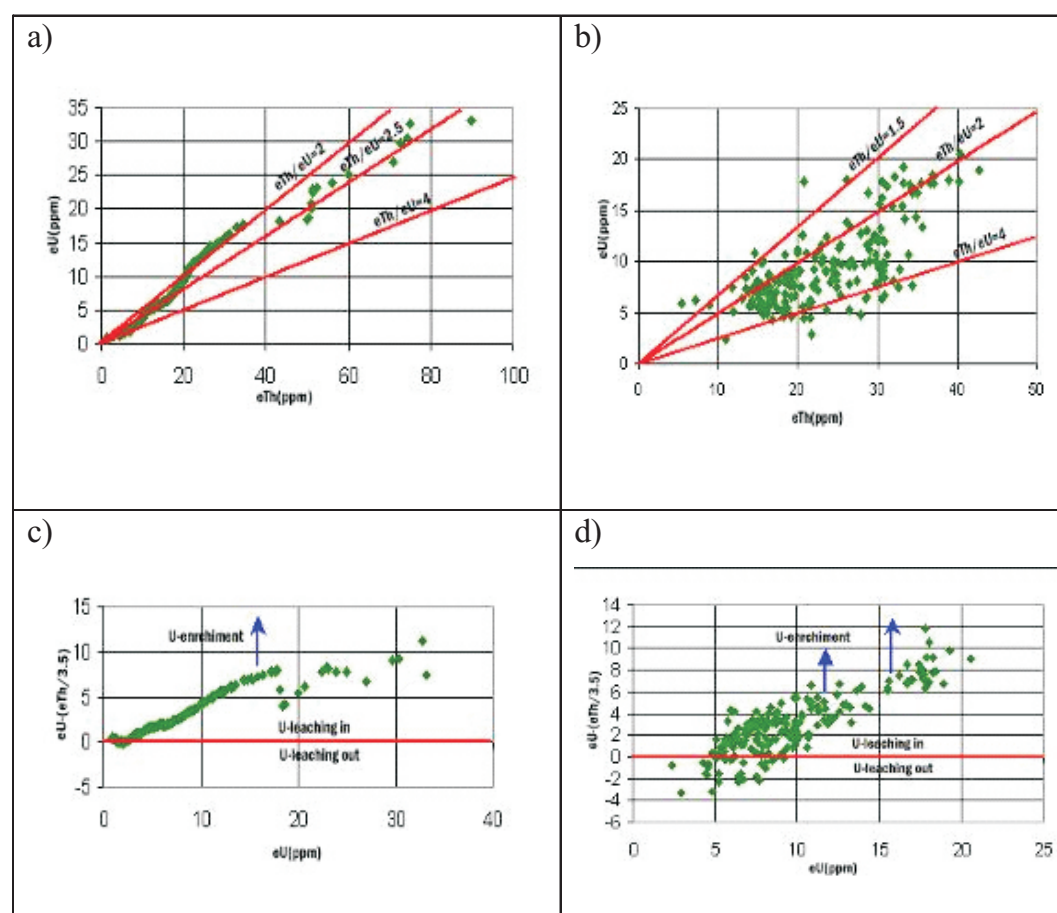 a)
35
30
25
20
15
10
5
0
eU(ppm)
eTh/eU=2
eTh/eU=2.5
eTh/eU=4
0 20 40 60 80 100
eTh(ppm)
b)
25
20
15
10
5
0
eU(ppm)
eTh/eU=1.5
eTh/eU=2
eTh/eU=4
0 10 20 30 40 50
eTh(ppm)
c)
15
10
5
0
-5
eU-(eTh/3.5)
U-enrchiment
U-leaching in
U-leaching out
0 10 20 30 40
eU(ppm)
d)
14
12
10
8
6
4
2
0
-2
-4
-6
eU-(eTh/3.5)
U-enrchiment
U-leaching in
U-leaching out
0 5 10 15 20 25
eU(ppm)